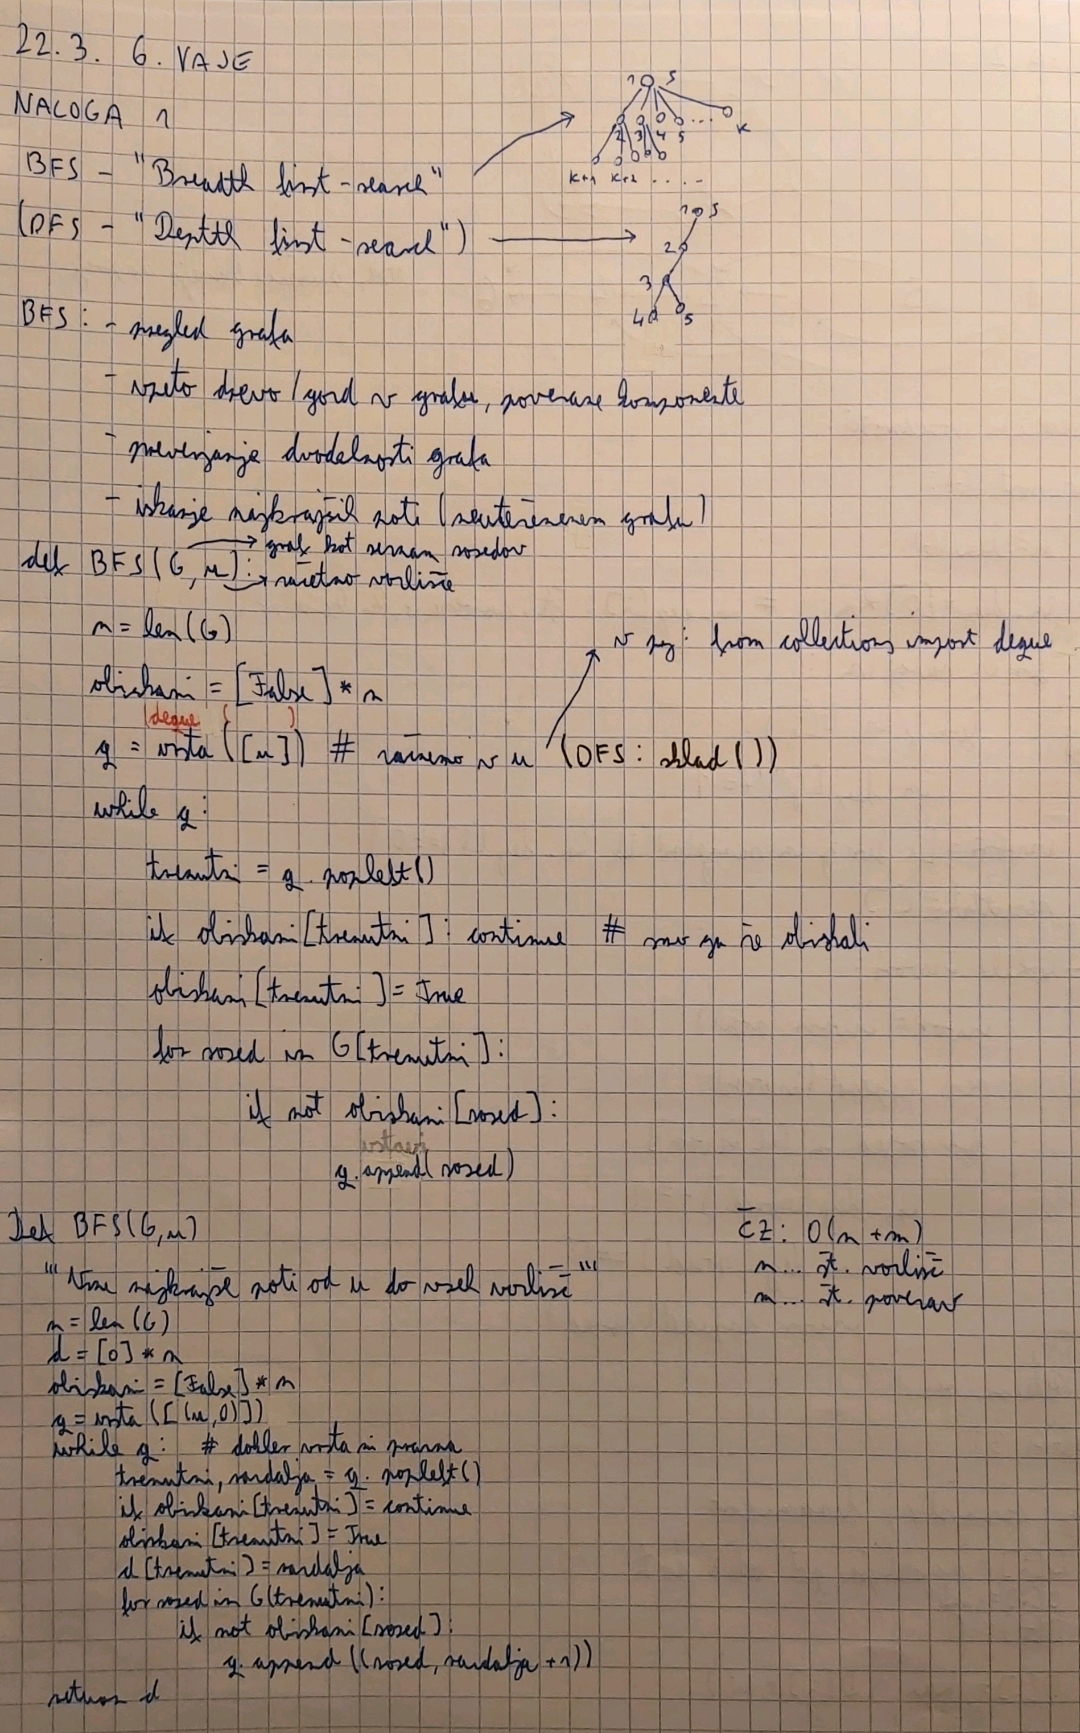 22.3. 6. VAJE
NALOGA 1
BFS - "Breadth first-search"
(DFS - "Deptth first-search")
1 S
2 3 4 5 ... K
K+1 K+2 ....
1 S
2
3
4 5
BFS: - pregled grafa
- vpeto drevo/gozd v grafu, povezane komponente
- preverjanje dvodelnosti grafa
- iskanje najkrajših poti (neuteženem grafu)
def BFS(G,u): → graf kot seznam sosedov
→ začetno vozlišče
n = len(G)
v py: from collections import deque
obiskani = [False]*n
(deque ( )
q = vrsta([u]) # začnemo v u (DFS: sklad())
while q:
trenutni = q.popleft()
if obiskani[trenutni]: continue # smo ga že obiskali
obiskani[trenutni]=True
for sosed in G[trenutni]:
if not obiskani[sosed]:
vstavi
q.append(sosed)
Def BFS(G,u)
ČZ: O(n+m)
n... št. vozlišč
m... št. povezav
"""Vrne najkrajše poti od u do vseh vozlišč"""
n = len(G)
d = [0]*n
obiskani = [False]*n
q = vrsta([(u,0)])
while q: # dokler vrsta ni prazna
trenutni, razdalja = q.popleft()
if obiskani[trenutni] = continue
obiskani[trenutni]=True
d[trenutni]=razdalja
for sosed in G(trenutni):
if not obiskani[sosed]:
q.append((sosed, razdalja+1))
return d